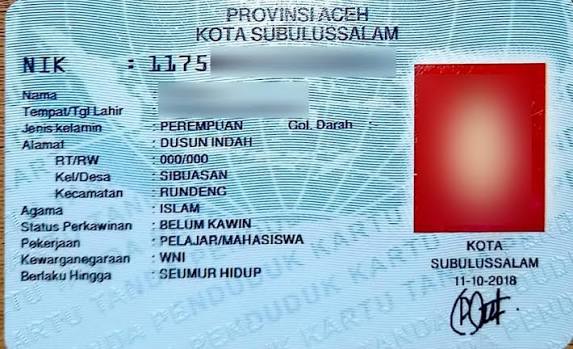 PROVINSI ACEH
KOTA SUBULUSSALAM
NIK : 1175
Nama
Tempat/Tgl Lahir
Jenis kelamin : PEREMPUAN Gol. Darah :
Alamat : DUSUN INDAH
RT/RW : 000/000
Kel/Desa : SIBUASAN
Kecamatan : RUNDENG
Agama : ISLAM
Status Perkawinan : BELUM KAWIN
Pekerjaan : PELAJAR/MAHASISWA
Kewarganegaraan : WNI
Berlaku Hingga : SEUMUR HIDUP
KOTA
SUBULUSSALAM
11-10-2018